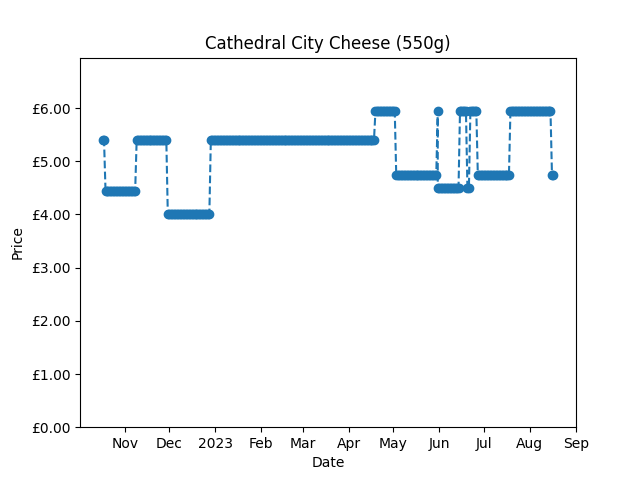 Cathedral City Cheese (550g)
£6.00
£5.00
£4.00
£3.00
£2.00
£1.00
£0.00
Price
Nov Dec 2023 Feb Mar Apr May Jun Jul Aug Sep
Date